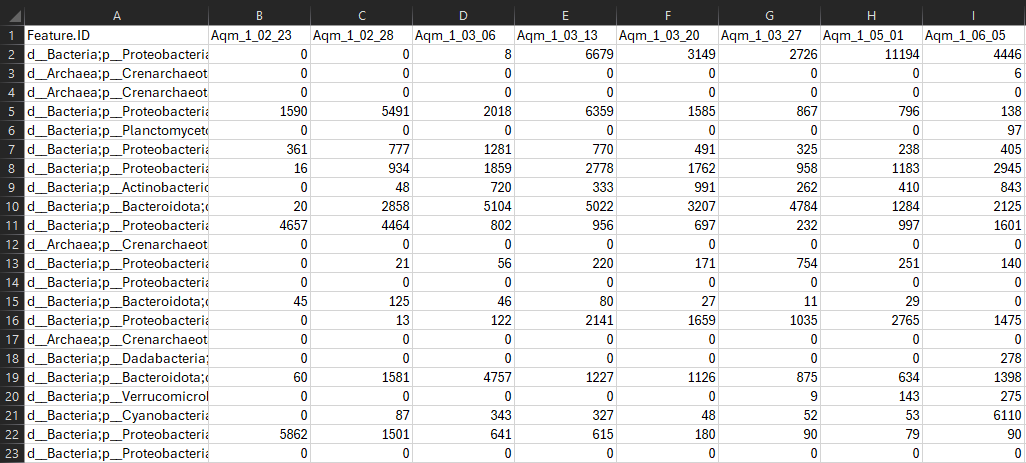 A B C D E F G H I
1 Feature.ID Aqm_1_02_23 Aqm_1_02_28 Aqm_1_03_06 Aqm_1_03_13 Aqm_1_03_20 Aqm_1_03_27 Aqm_1_05_01 Aqm_1_06_05
2 d__Bacteria;p__Proteobacteria 0 0 8 6679 3149 2726 11194 4446
3 d__Archaea;p__Crenarchaeot 0 0 0 0 0 0 0 6
4 d__Archaea;p__Crenarchaeot 0 0 0 0 0 0 0 0
5 d__Bacteria;p__Proteobacteria 1590 5491 2018 6359 1585 867 796 138
6 d__Bacteria;p__Planctomyceto 0 0 0 0 0 0 0 97
7 d__Bacteria;p__Proteobacteria 361 777 1281 770 491 325 238 405
8 d__Bacteria;p__Proteobacteria 16 934 1859 2778 1762 958 1183 2945
9 d__Bacteria;p__Actinobacterio 0 48 720 333 991 262 410 843
10 d__Bacteria;p__Bacteroidota;c 20 2858 5104 5022 3207 4784 1284 2125
11 d__Bacteria;p__Proteobacteria 4657 4464 802 956 697 232 997 1601
12 d__Archaea;p__Crenarchaeot 0 0 0 0 0 0 0 0
13 d__Bacteria;p__Proteobacteria 0 21 56 220 171 754 251 140
14 d__Bacteria;p__Proteobacteria 0 0 0 0 0 0 0 0
15 d__Bacteria;p__Bacteroidota;c 45 125 46 80 27 11 29 0
16 d__Bacteria;p__Proteobacteria 0 13 122 2141 1659 1035 2765 1475
17 d__Archaea;p__Crenarchaeot 0 0 0 0 0 0 0 0
18 d__Bacteria;p__Dadabacteria; 0 0 0 0 0 0 0 278
19 d__Bacteria;p__Bacteroidota;c 60 1581 4757 1227 1126 875 634 1398
20 d__Bacteria;p__Verrucomicrol 0 0 0 0 0 9 143 275
21 d__Bacteria;p__Cyanobacteria 0 87 343 327 48 52 53 6110
22 d__Bacteria;p__Proteobacteria 5862 1501 641 615 180 90 79 90
23 d__Bacteria;p__Proteobacteria 0 0 0 0 0 0 0 0